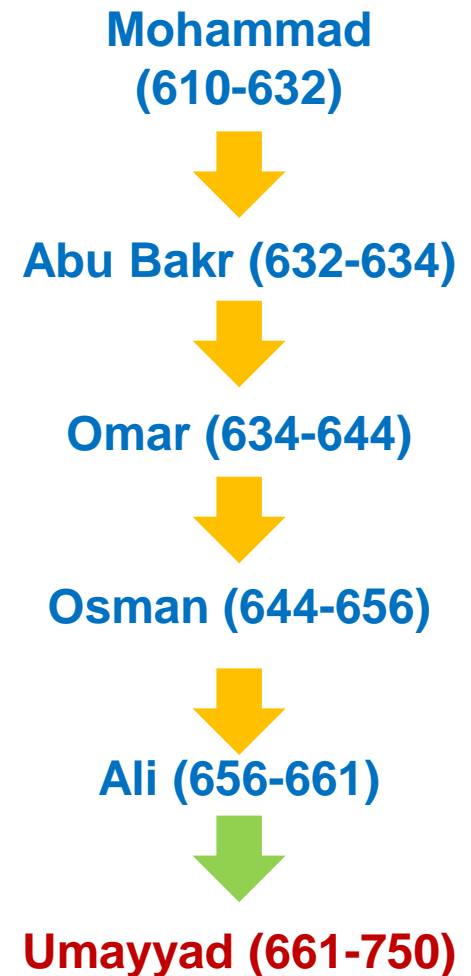 Mohammad
(610-632)
Abu Bakr (632-634)
Omar (634-644)
Osman (644-656)
Ali (656-661)
Umayyad (661-750)